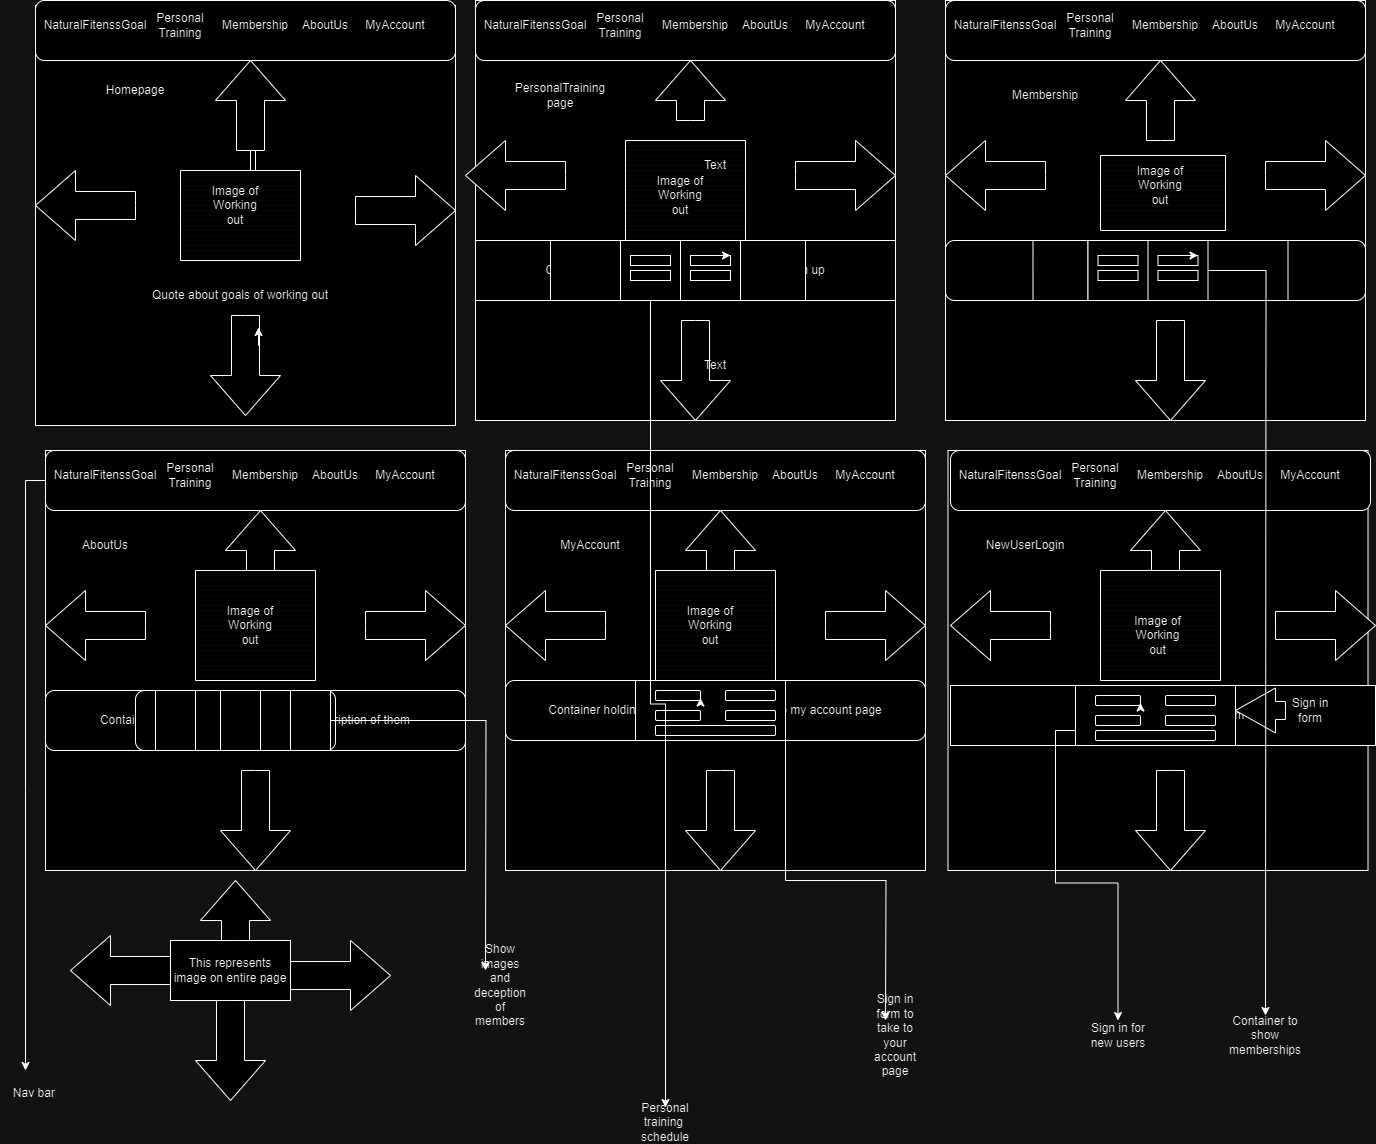 NaturalFitenssGoal
Personal
Training
Membership
AboutUs
MyAccount
Homepage
Image of
Working
out
Quote about goals of working out
NaturalFitenssGoal
Personal
Training
Membership
AboutUs
MyAccount
PersonalTraining
page
Text
Image of
Working
out
up
Text
NaturalFitenssGoal
Personal
Training
Membership
AboutUs
MyAccount
Membership
Image of
Working
out
NaturalFitenssGoal
Personal
Training
Membership
AboutUs
MyAccount
AboutUs
Image of
Working
out
of them
NaturalFitenssGoal
Personal
Training
Membership
AboutUs
MyAccount
MyAccount
Image of
Working
out
Container
my account page
NaturalFitenssGoal
Personal
Training
Membership
AboutUs
MyAccount
NewUserLogin
Image of
Working
out
Sign in
form
This represents
image on entire page
Show
images
and
deception
of
members
Sign in
form to
take to
your
account
page
Sign in for
new users
Container to
show
memberships
Nav bar
Personal
training
schedule